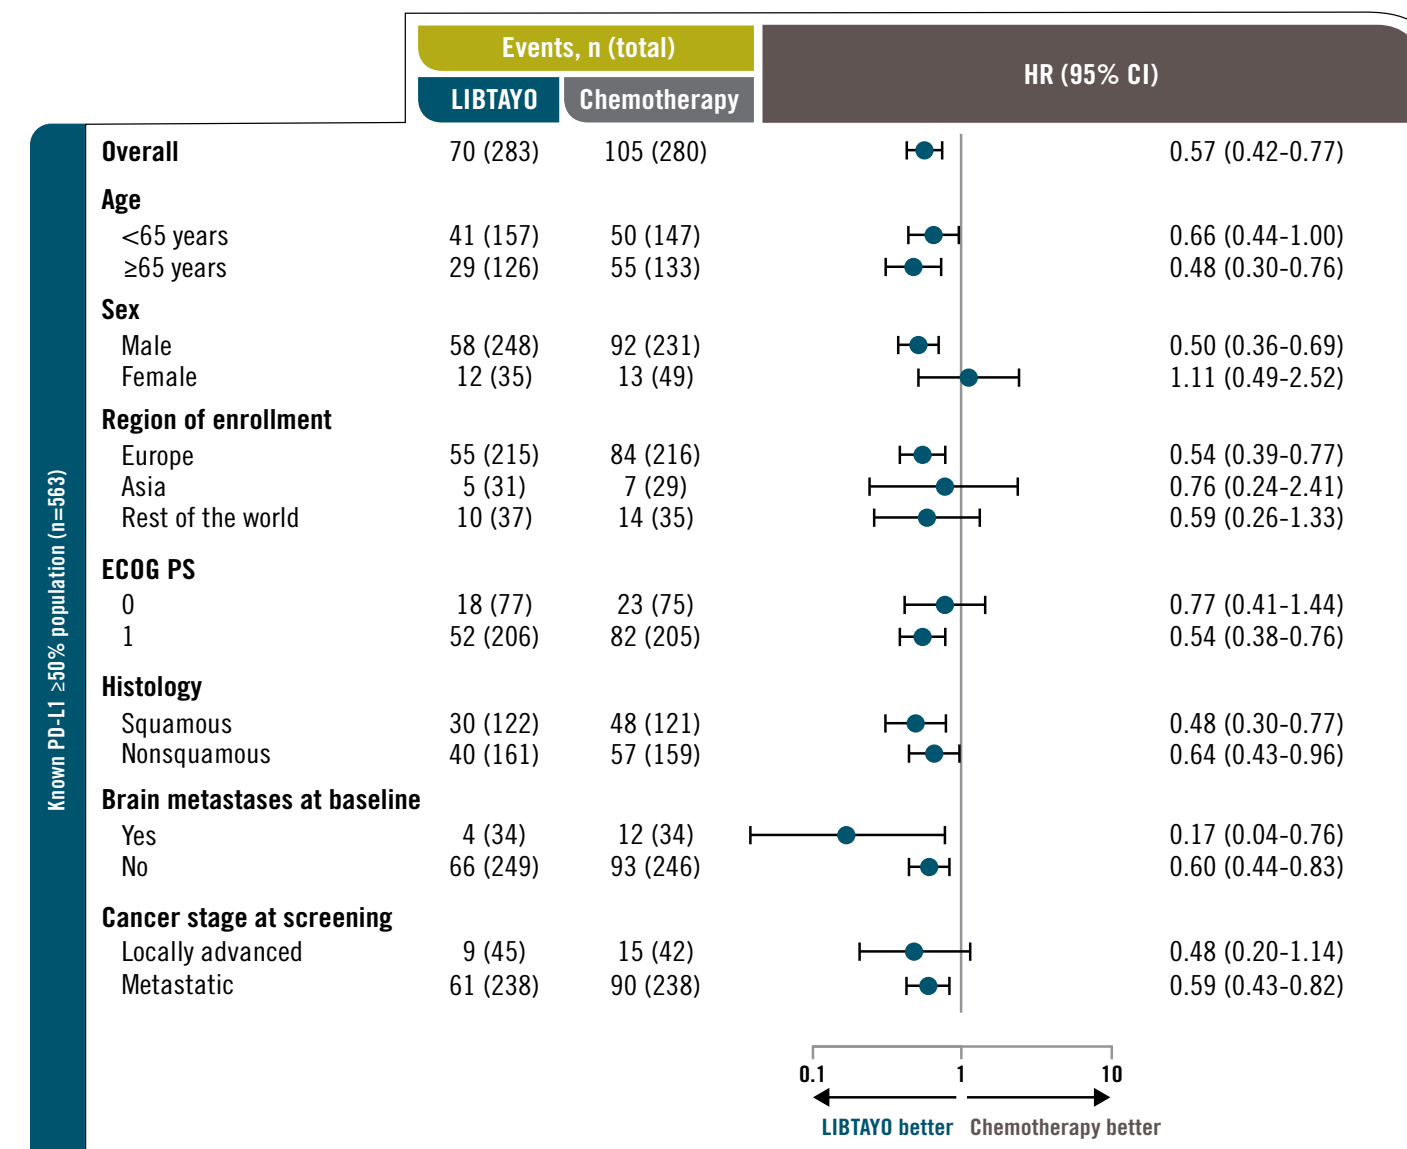 Events, n (total)
HR (95% CI)
LIBTAYO Chemotherapy
Known PD-L1 ≥50% population (n=563)
Overall 70 (283) 105 (280) 0.57 (0.42-0.77)
Age
<65 years 41 (157) 50 (147) 0.66 (0.44-1.00)
≥65 years 29 (126) 55 (133) 0.48 (0.30-0.76)
Sex
Male 58 (248) 92 (231) 0.50 (0.36-0.69)
Female 12 (35) 13 (49) 1.11 (0.49-2.52)
Region of enrollment
Europe 55 (215) 84 (216) 0.54 (0.39-0.77)
Asia 5 (31) 7 (29) 0.76 (0.24-2.41)
Rest of the world 10 (37) 14 (35) 0.59 (0.26-1.33)
ECOG PS
0 18 (77) 23 (75) 0.77 (0.41-1.44)
1 52 (206) 82 (205) 0.54 (0.38-0.76)
Histology
Squamous 30 (122) 48 (121) 0.48 (0.30-0.77)
Nonsquamous 40 (161) 57 (159) 0.64 (0.43-0.96)
Brain metastases at baseline
Yes 4 (34) 12 (34) 0.17 (0.04-0.76)
No 66 (249) 93 (246) 0.60 (0.44-0.83)
Cancer stage at screening
Locally advanced 9 (45) 15 (42) 0.48 (0.20-1.14)
Metastatic 61 (238) 90 (238) 0.59 (0.43-0.82)
0.1 1 10
LIBTAYO better Chemotherapy better